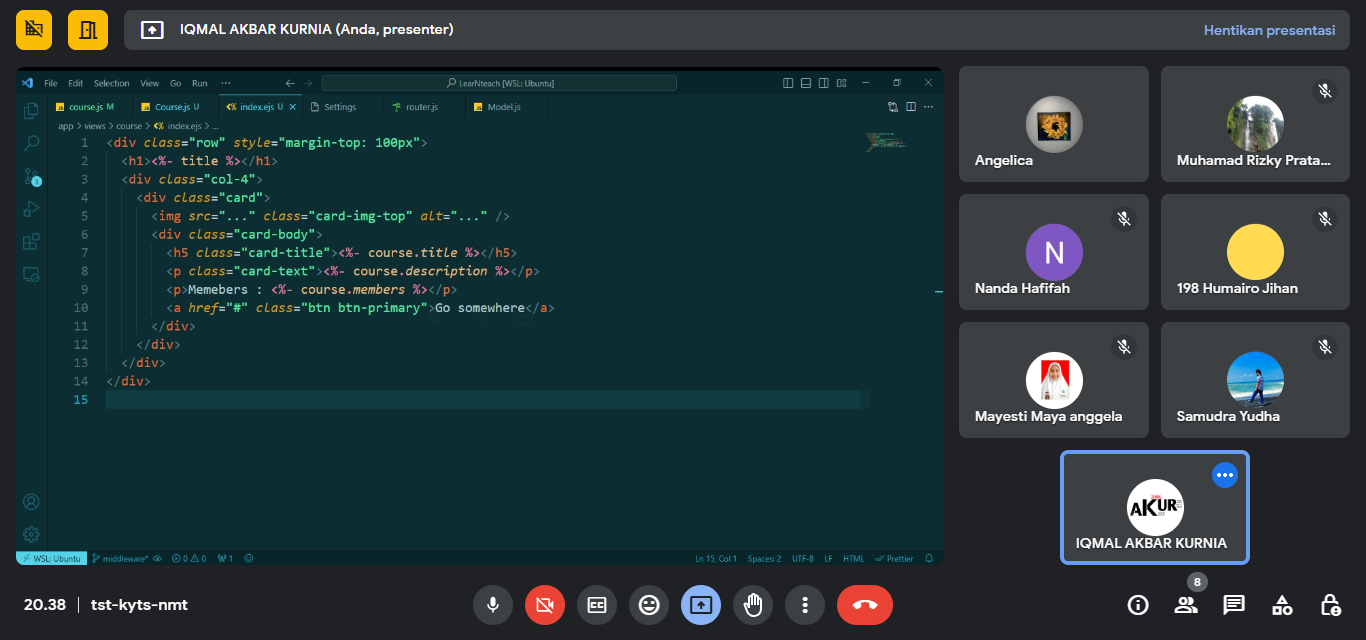 IQMAL AKBAR KURNIA (Anda, presenter)
Hentikan presentasi
File Edit Selection View Go Run ···
LearNteach [WSL: Ubuntu]
course.js M
Course.js U
index.ejs U
Settings
router.js
Model.js
app > views > course > index.ejs > ...
1 <div class="row" style="margin-top: 100px">
2 <h1><%- title %></h1>
3 <div class="col-4">
4 <div class="card">
5 <img src="..." class="card-img-top" alt="..." />
6 <div class="card-body">
7 <h5 class="card-title"><%- course.title %></h5>
8 <p class="card-text"><%- course.description %></p>
9 <p>Memebers : <%- course.members %></p>
10 <a href="#" class="btn btn-primary">Go somewhere</a>
11 </div>
12 </div>
13 </div>
14 </div>
15
WSL: Ubuntu middleware* 0 0 1
Ln 15, Col 1 Spaces: 2 UTF-8 LF HTML Prettier
Angelica
Muhamad Rizky Prata...
N
Nanda Hafifah
198 Humairo Jihan
Mayesti Maya anggela
Samudra Yudha
AKUR
IQMAL AKBAR KURNIA
20.38 | tst-kyts-nmt
8